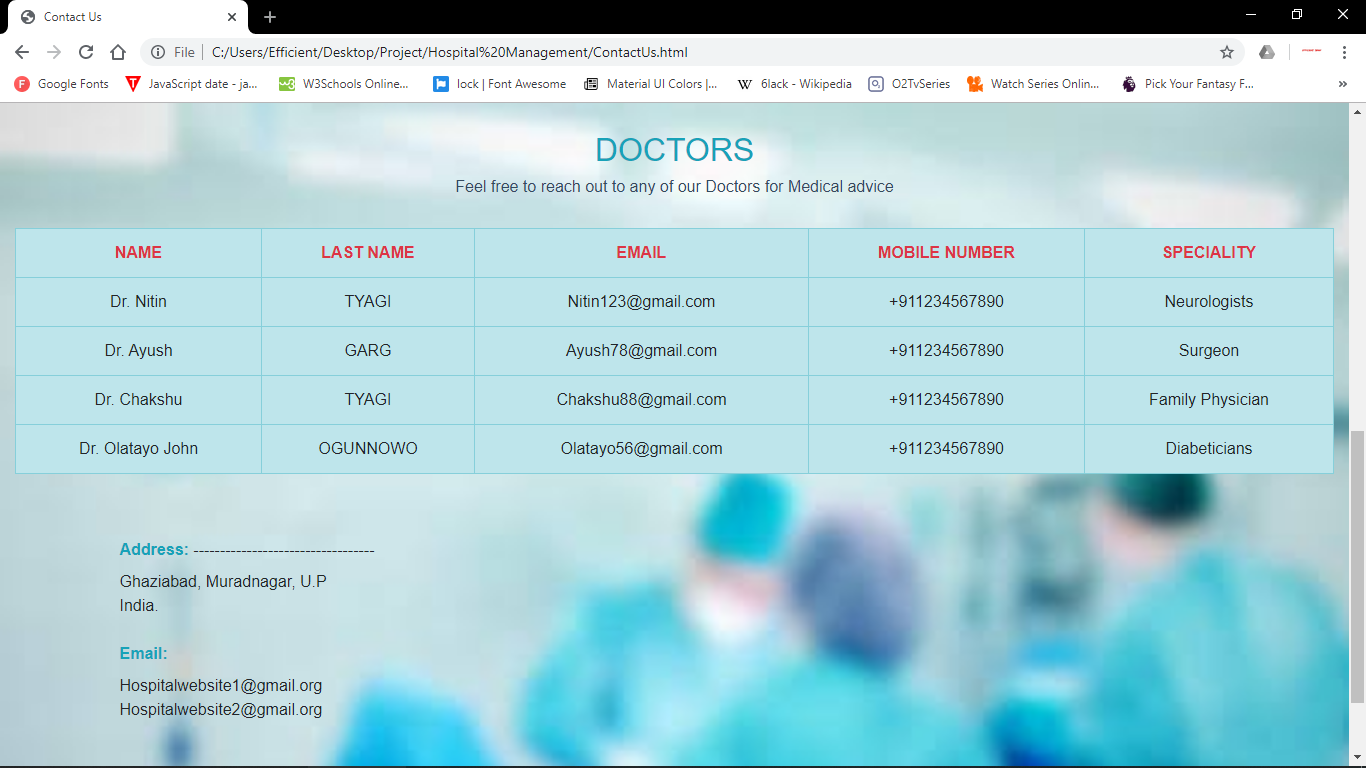 Contact Us
File C:/Users/Efficient/Desktop/Project/Hospital%20Management/ContactUs.html
Google Fonts JavaScript date - ja... W3Schools Online... lock | Font Awesome Material UI Colors |... 6lack - Wikipedia O2TvSeries Watch Series Onlin... Pick Your Fantasy F... »
DOCTORS
Feel free to reach out to any of our Doctors for Medical advice
NAME LAST NAME EMAIL MOBILE NUMBER SPECIALITY
Dr. Nitin TYAGI Nitin123@gmail.com +911234567890 Neurologists
Dr. Ayush GARG Ayush78@gmail.com +911234567890 Surgeon
Dr. Chakshu TYAGI Chakshu88@gmail.com +911234567890 Family Physician
Dr. Olatayo John OGUNNOWO Olatayo56@gmail.com +911234567890 Diabeticians
Address: ----------------------------------
Ghaziabad, Muradnagar, U.P
India.
Email:
Hospitalwebsite1@gmail.org
Hospitalwebsite2@gmail.org